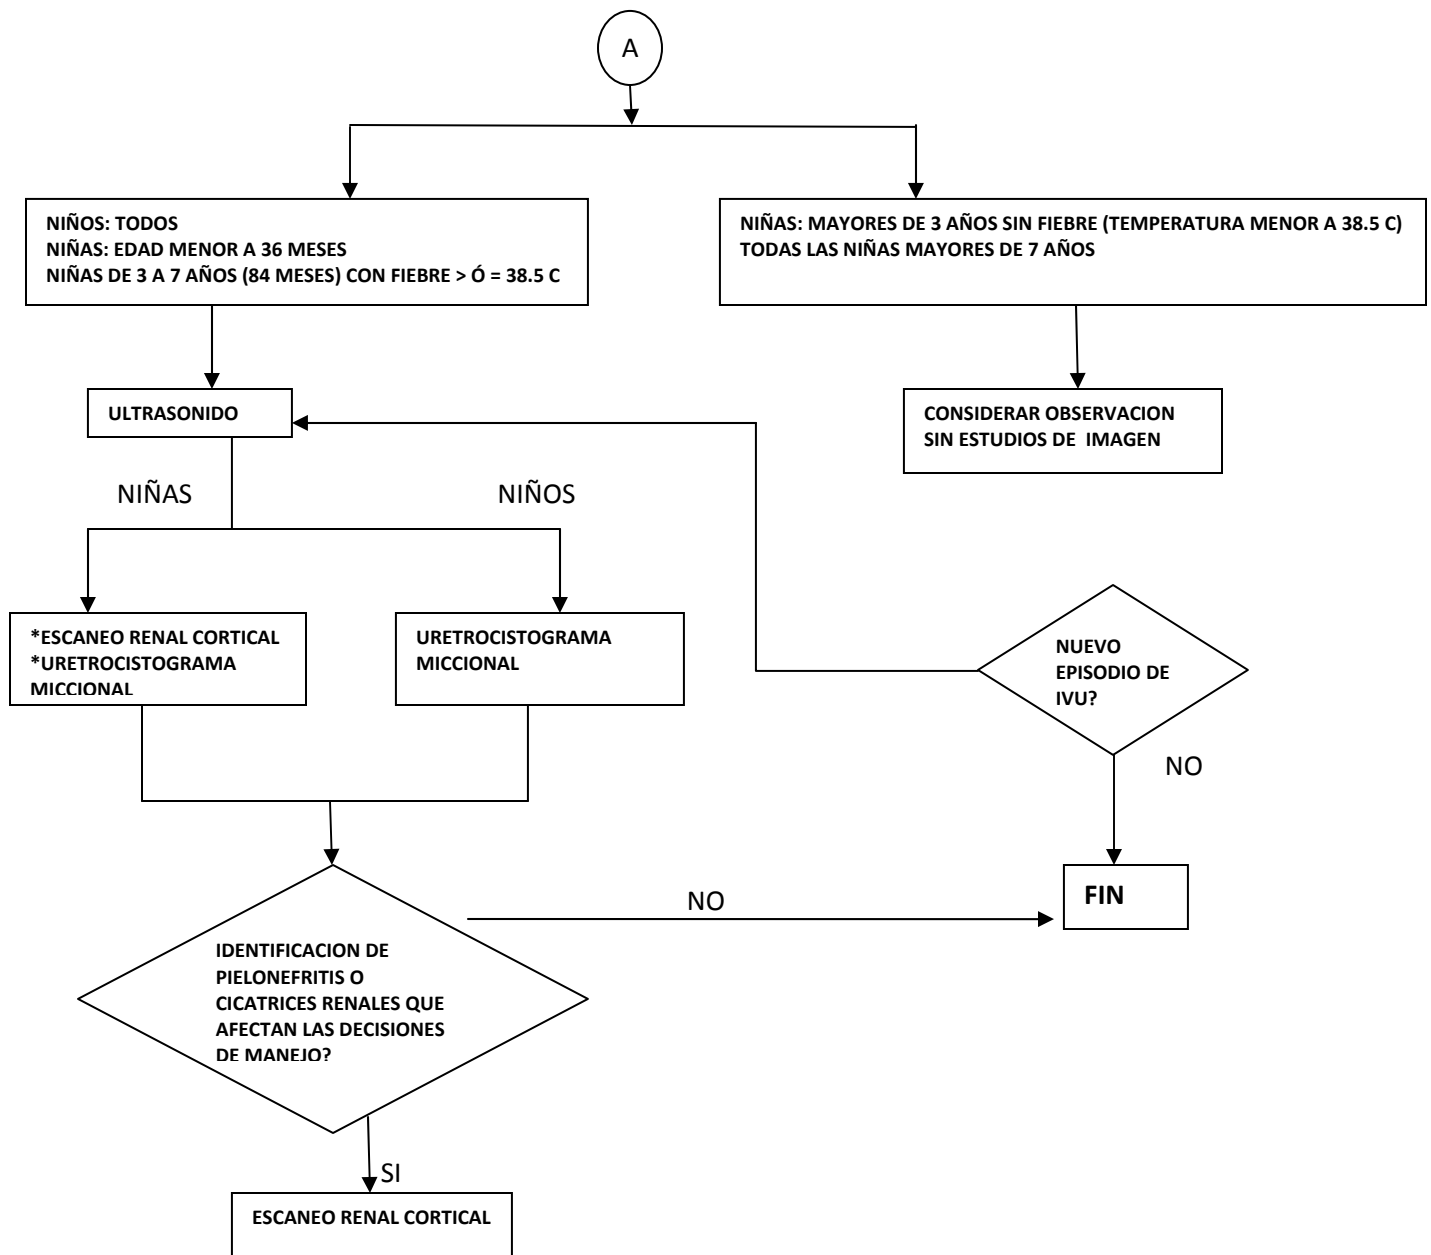 A
NIÑOS: TODOS
NIÑAS: EDAD MENOR A 36 MESES
NIÑAS DE 3 A 7 AÑOS (84 MESES) CON FIEBRE > Ó = 38.5 C
NIÑAS: MAYORES DE 3 AÑOS SIN FIEBRE (TEMPERATURA MENOR A 38.5 C)
TODAS LAS NIÑAS MAYORES DE 7 AÑOS
ULTRASONIDO
CONSIDERAR OBSERVACION
SIN ESTUDIOS DE IMAGEN
NIÑAS
NIÑOS
*ESCANEO RENAL CORTICAL
*URETROCISTOGRAMA
MICCIONAL
URETROCISTOGRAMA
MICCIONAL
NUEVO
EPISODIO DE
IVU?
NO
FIN
NO
IDENTIFICACION DE
PIELONEFRITIS O
CICATRICES RENALES QUE
AFECTAN LAS DECISIONES
DE MANEJO?
SI
ESCANEO RENAL CORTICAL